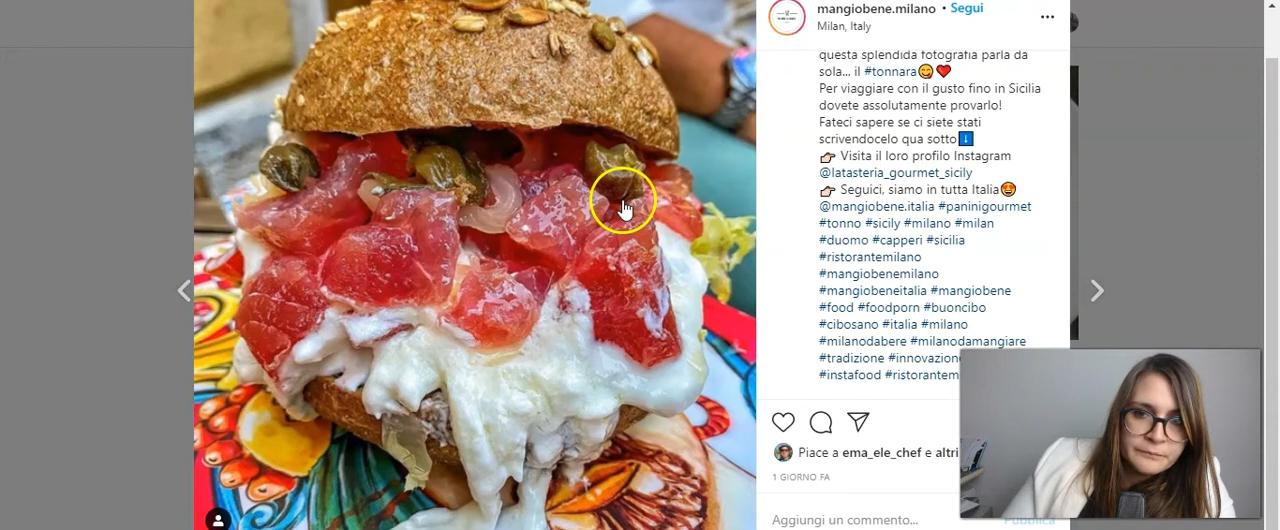 mangiobene.milano • Segui
Milan, Italy
questa splendida fotografia parla da
sola... il #tonnara😋❤️
Per viaggiare con il gusto fino in Sicilia
dovete assolutamente provarlo!
Fateci sapere se ci siete stati
scrivendocelo qua sotto⬇️
👉🏻 Visita il loro profilo Instagram
@latasteria_gourmet_sicily
👉🏻 Seguici, siamo in tutta Italia🤩
@mangiobene.italia #paninigourmet
#tonno #sicily #milano #milan
#duomo #capperi #sicilia
#ristorantemilano
#mangiobenemilano
#mangiobeneitalia #mangiobene
#food #foodporn #buoncibo
#cibosano #italia #milano
#milanodabere #milanodamangiare
#tradizione #innovazione
#instafood #ristorantem
Piace a ema_ele_chef e altri
1 GIORNO FA
Aggiungi un commento...
Pubblica